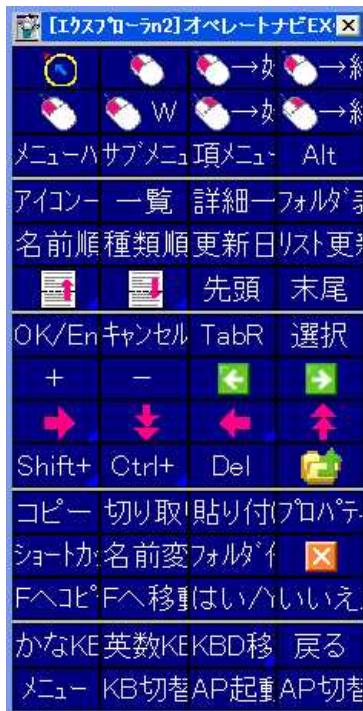 [ｴｸｽﾌﾟﾛｰﾗn2]オペレートナビEX
→ →
W → →
メニューハ サブメニュ 項メニュー Alt
アイコンー 一覧 詳細一 フォルダ
名前順 種類順 更新日 リスト更
先頭 末尾
OK/En キャンセル TabR 選択
+ −
Shift+ Ctrl+ Del
コピー 切り取 貼り付 プロパテ
ショートカ 名前変 フォルダ
Fへコピ Fへ移動 はい/ いいえ
かなKE 英数KE KBD移 戻る
メニュー KB切替 AP起動 AP切替